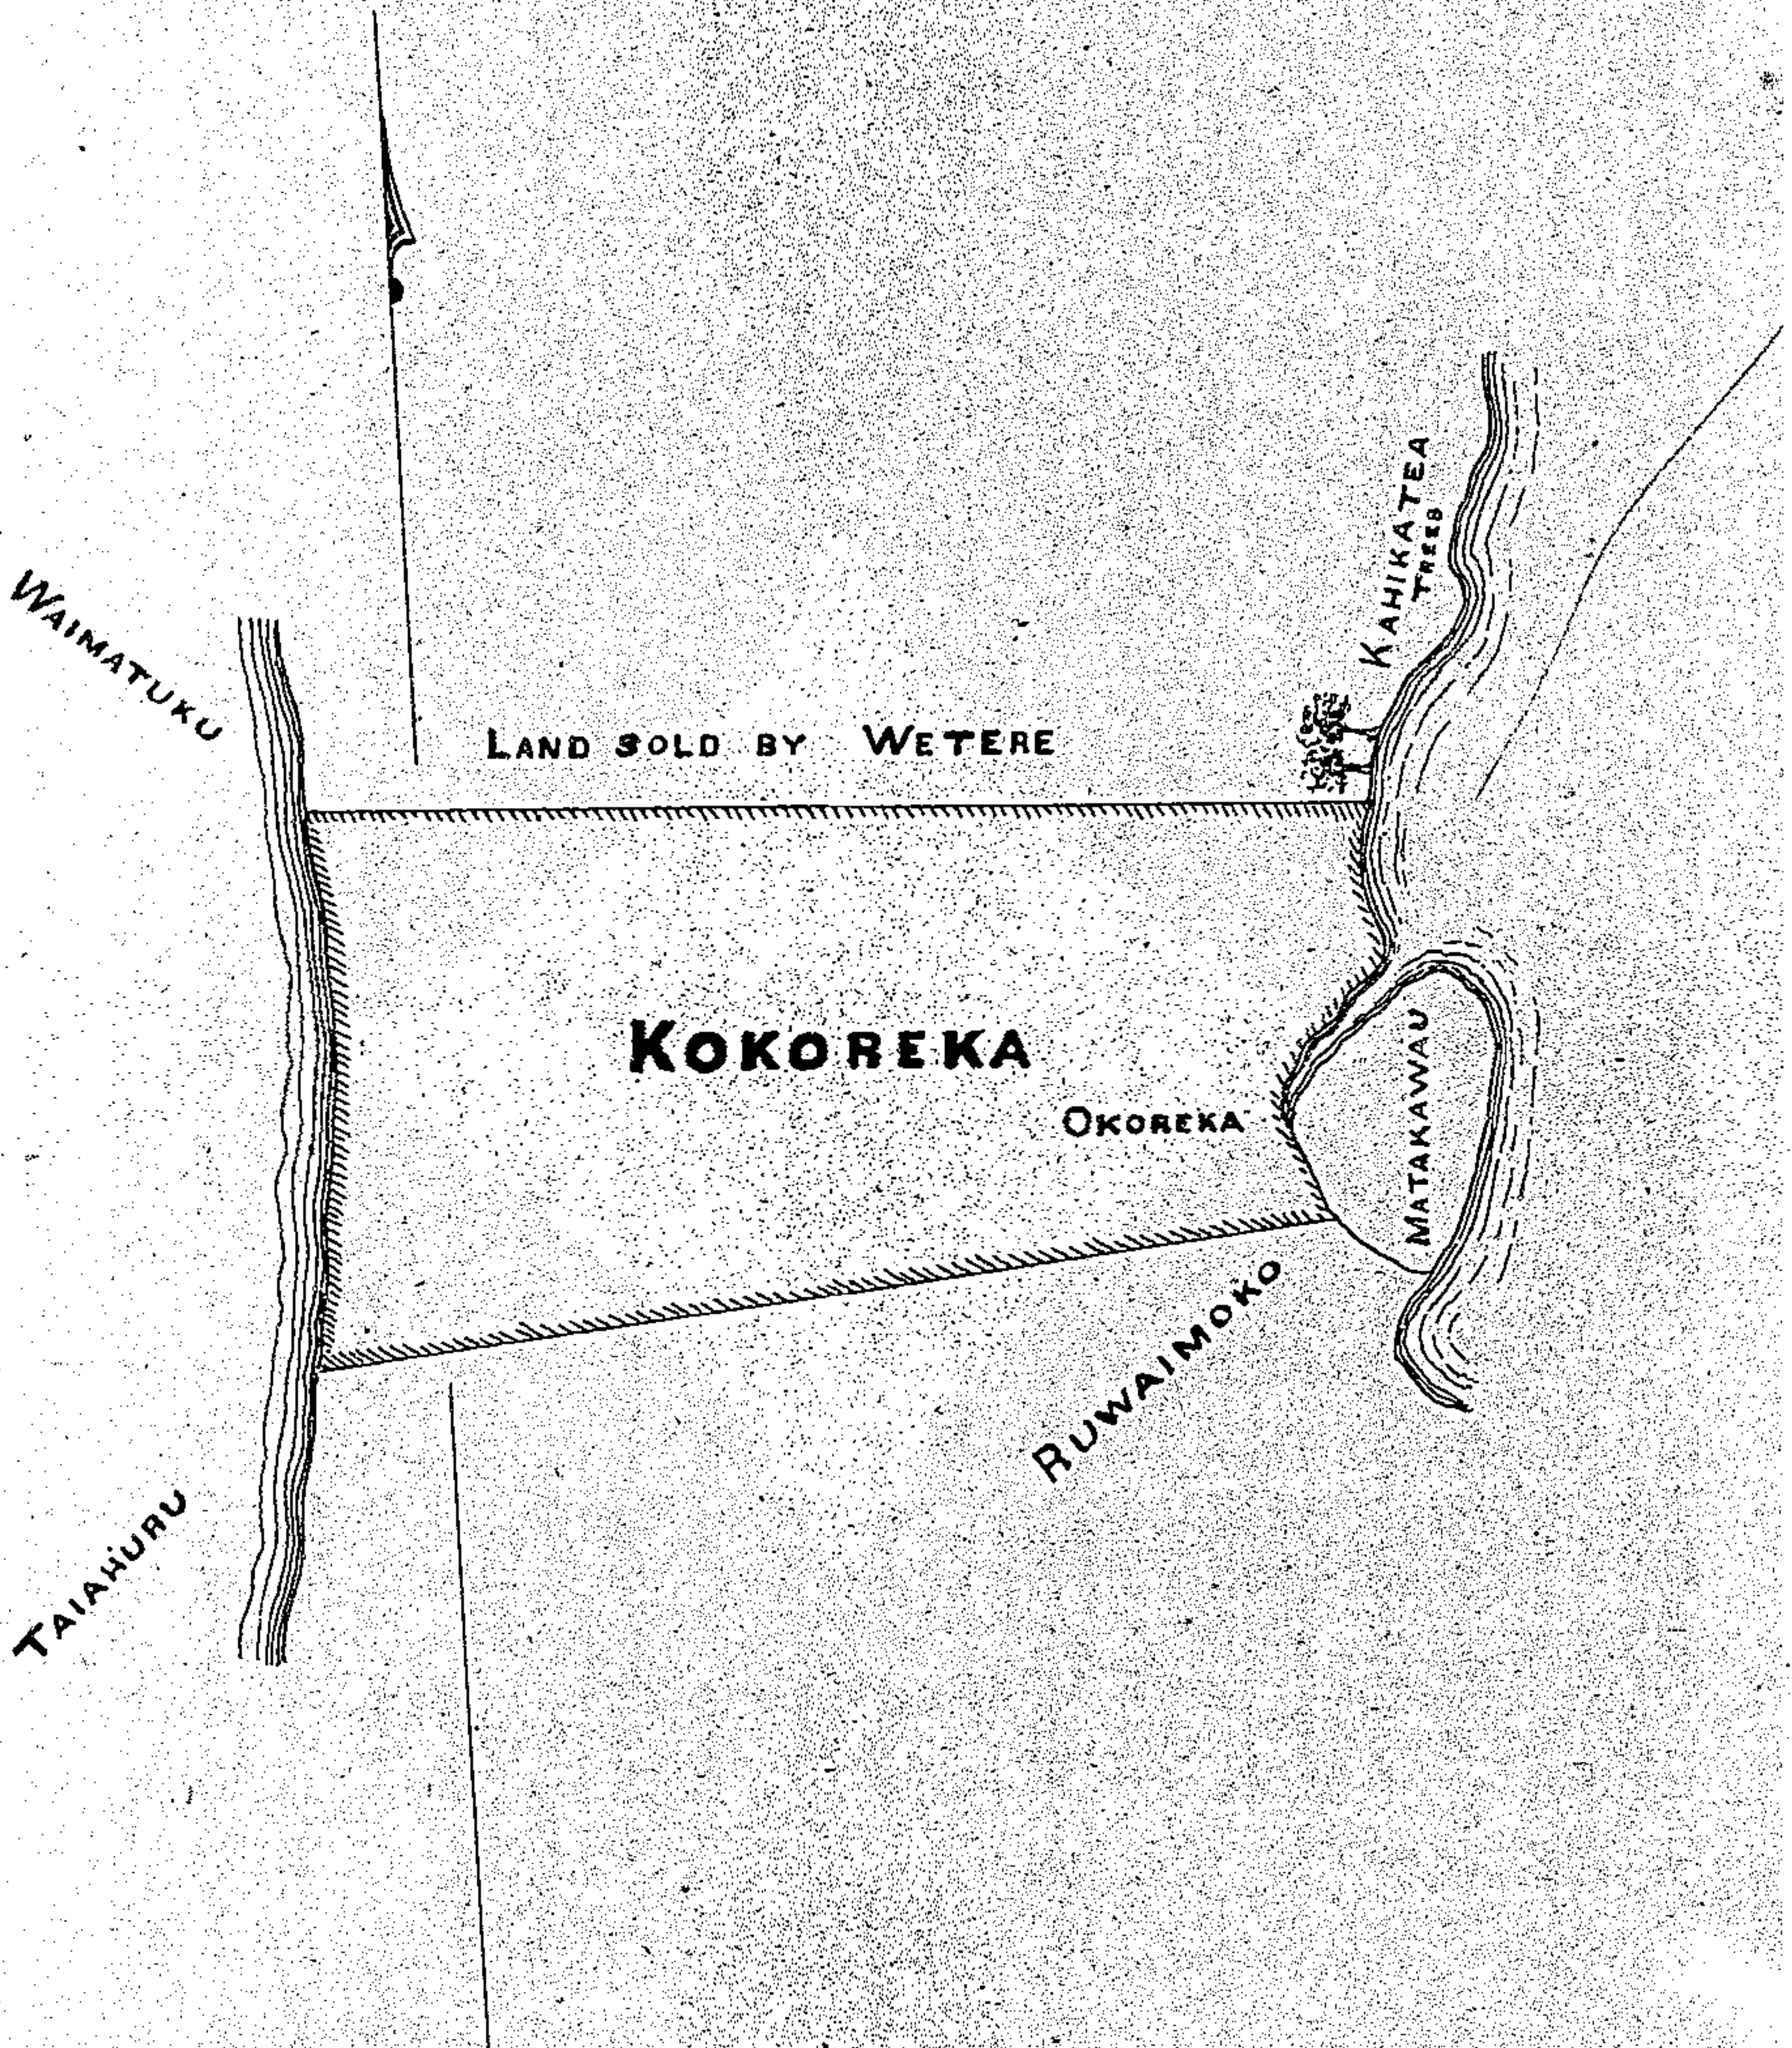 KAHIKATEA
TREES
WAIMATUKU
LAND SOLD BY WETERE
KOKOREKA
OKOREKA
MATAKAWAU
RUWAIMOKO
TAIAHURU